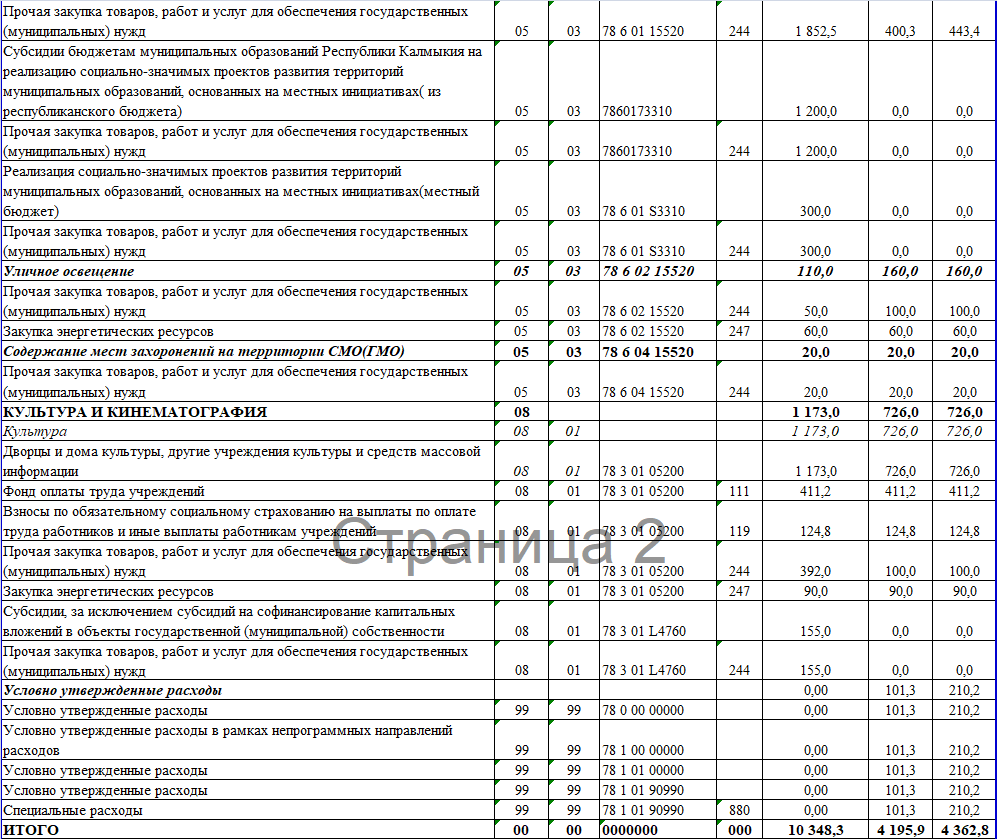 Прочая закупка товаров, работ и услуг для обеспечения государственных
(муниципальных) нужд 05 03 78 6 01 15520 244 1 852,5 400,3 443,4
Субсидии бюджетам муниципальных образований Республики Калмыкия на
реализацию социально-значимых проектов развития территорий
муниципальных образований, основанных на местных инициативах( из
республиканского бюджета) 05 03 7860173310 1 200,0 0,0 0,0
Прочая закупка товаров, работ и услуг для обеспечения государственных
(муниципальных) нужд 05 03 7860173310 244 1 200,0 0,0 0,0
Реализация социально-значимых проектов развития территорий
муниципальных образований, основанных на местных инициативах(местный
бюджет) 05 03 78 6 01 S3310 300,0 0,0 0,0
Прочая закупка товаров, работ и услуг для обеспечения государственных
(муниципальных) нужд 05 03 78 6 01 S3310 244 300,0 0,0 0,0
Уличное освещение 05 03 78 6 02 15520 110,0 160,0 160,0
Прочая закупка товаров, работ и услуг для обеспечения государственных
(муниципальных) нужд 05 03 78 6 02 15520 244 50,0 100,0 100,0
Закупка энергетических ресурсов 05 03 78 6 02 15520 247 60,0 60,0 60,0
Содержание мест захоронений на территории СМО(ГМО) 05 03 78 6 04 15520 20,0 20,0 20,0
Прочая закупка товаров, работ и услуг для обеспечения государственных
(муниципальных) нужд 05 03 78 6 04 15520 244 20,0 20,0 20,0
КУЛЬТУРА И КИНЕМАТОГРАФИЯ 08 1 173,0 726,0 726,0
Культура 08 01 1 173,0 726,0 726,0
Дворцы и дома культуры, другие учреждения культуры и средств массовой
информации 08 01 78 3 01 05200 1 173,0 726,0 726,0
Фонд оплаты труда учреждений 08 01 78 3 01 05200 111 411,2 411,2 411,2
Взносы по обязательному социальному страхованию на выплаты по оплате
труда работников и иные выплаты работникам учреждений 08 01 78 3 01 05200 119 124,8 124,8 124,8
Страница 2
Прочая закупка товаров, работ и услуг для обеспечения государственных
(муниципальных) нужд 08 01 78 3 01 05200 244 392,0 100,0 100,0
Закупка энергетических ресурсов 08 01 78 3 01 05200 247 90,0 90,0 90,0
Субсидии, за исключением субсидий на софинансирование капитальных
вложений в объекты государственной (муниципальной) собственности 08 01 78 3 01 L4760 155,0 0,0 0,0
Прочая закупка товаров, работ и услуг для обеспечения государственных
(муниципальных) нужд 08 01 78 3 01 L4760 244 155,0 0,0 0,0
Условно утвержденные расходы 0,00 101,3 210,2
Условно утвержденные расходы 99 99 78 0 00 00000 0,00 101,3 210,2
Условно утвержденные расходы в рамках непрограммных направлений
расходов 99 99 78 1 00 00000 0,00 101,3 210,2
Условно утвержденные расходы 99 99 78 1 01 00000 0,00 101,3 210,2
Условно утвержденные расходы 99 99 78 1 01 90990 0,00 101,3 210,2
Специальные расходы 99 99 78 1 01 90990 880 0,00 101,3 210,2
ИТОГО 00 00 0000000 000 10 348,3 4 195,9 4 362,8